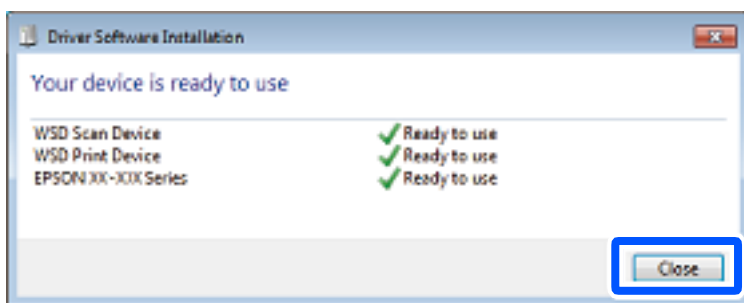 Driver Software Installation
Your device is ready to use
WSD Scan Device Ready to use
WSD Print Device Ready to use
EPSON XX-XXX Series Ready to use
Close